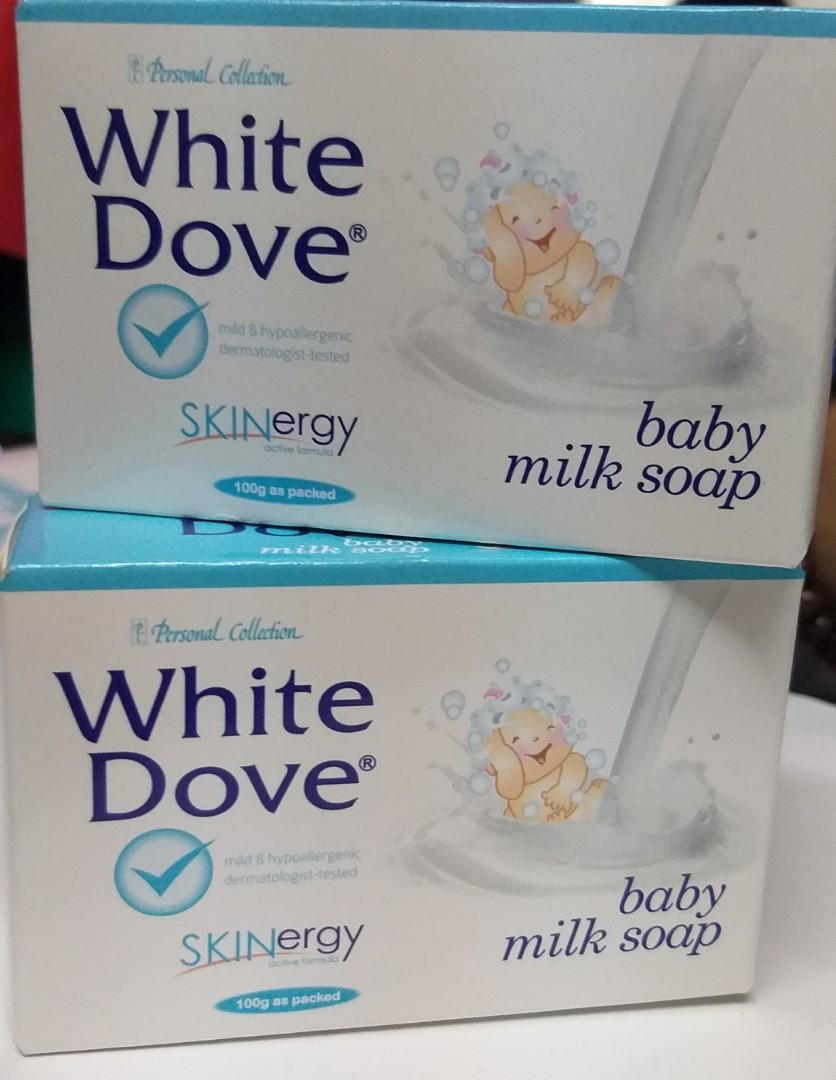 Personal Collection
White
Dove®
mild & hypoallergenic
dermatologist-tested
SKINergy
active formula
100g as packed
baby
milk soap
baby
milk soap
Personal Collection
White
Dove®
mild & hypoallergenic
dermatologist-tested
SKINergy
active formula
100g as packed
baby
milk soap